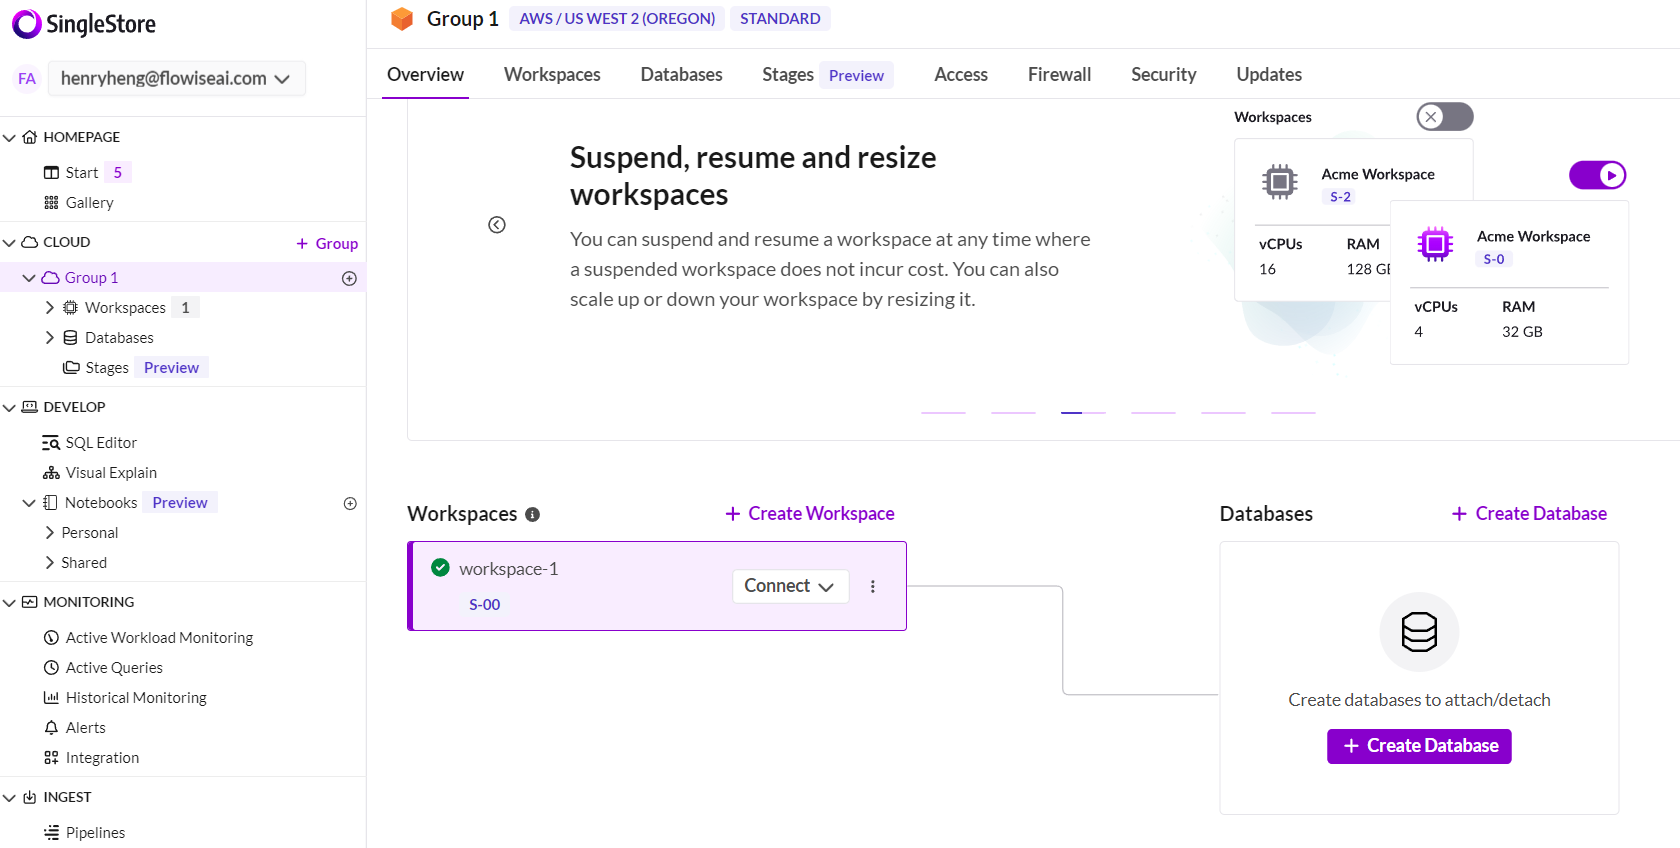 SingleStore
FA
henryheng@flowiseai.com
HOMEPAGE
Start 5
Gallery
CLOUD
+ Group
Group 1
Workspaces 1
Databases
Stages Preview
DEVELOP
SQL Editor
Visual Explain
Notebooks Preview
Personal
Shared
MONITORING
Active Workload Monitoring
Active Queries
Historical Monitoring
Alerts
Integration
INGEST
Pipelines
Group 1 AWS / US WEST 2 (OREGON) STANDARD
Overview Workspaces Databases Stages Preview Access Firewall Security Updates
Suspend, resume and resize
workspaces
You can suspend and resume a workspace at any time where
a suspended workspace does not incur cost. You can also
scale up or down your workspace by resizing it.
Workspaces
Acme Workspace
S-2
vCPUs RAM
16 128 GE
Acme Workspace
S-0
vCPUs RAM
4 32 GB
Workspaces
+ Create Workspace
workspace-1
S-00
Connect
Databases
+ Create Database
Create databases to attach/detach
+ Create Database